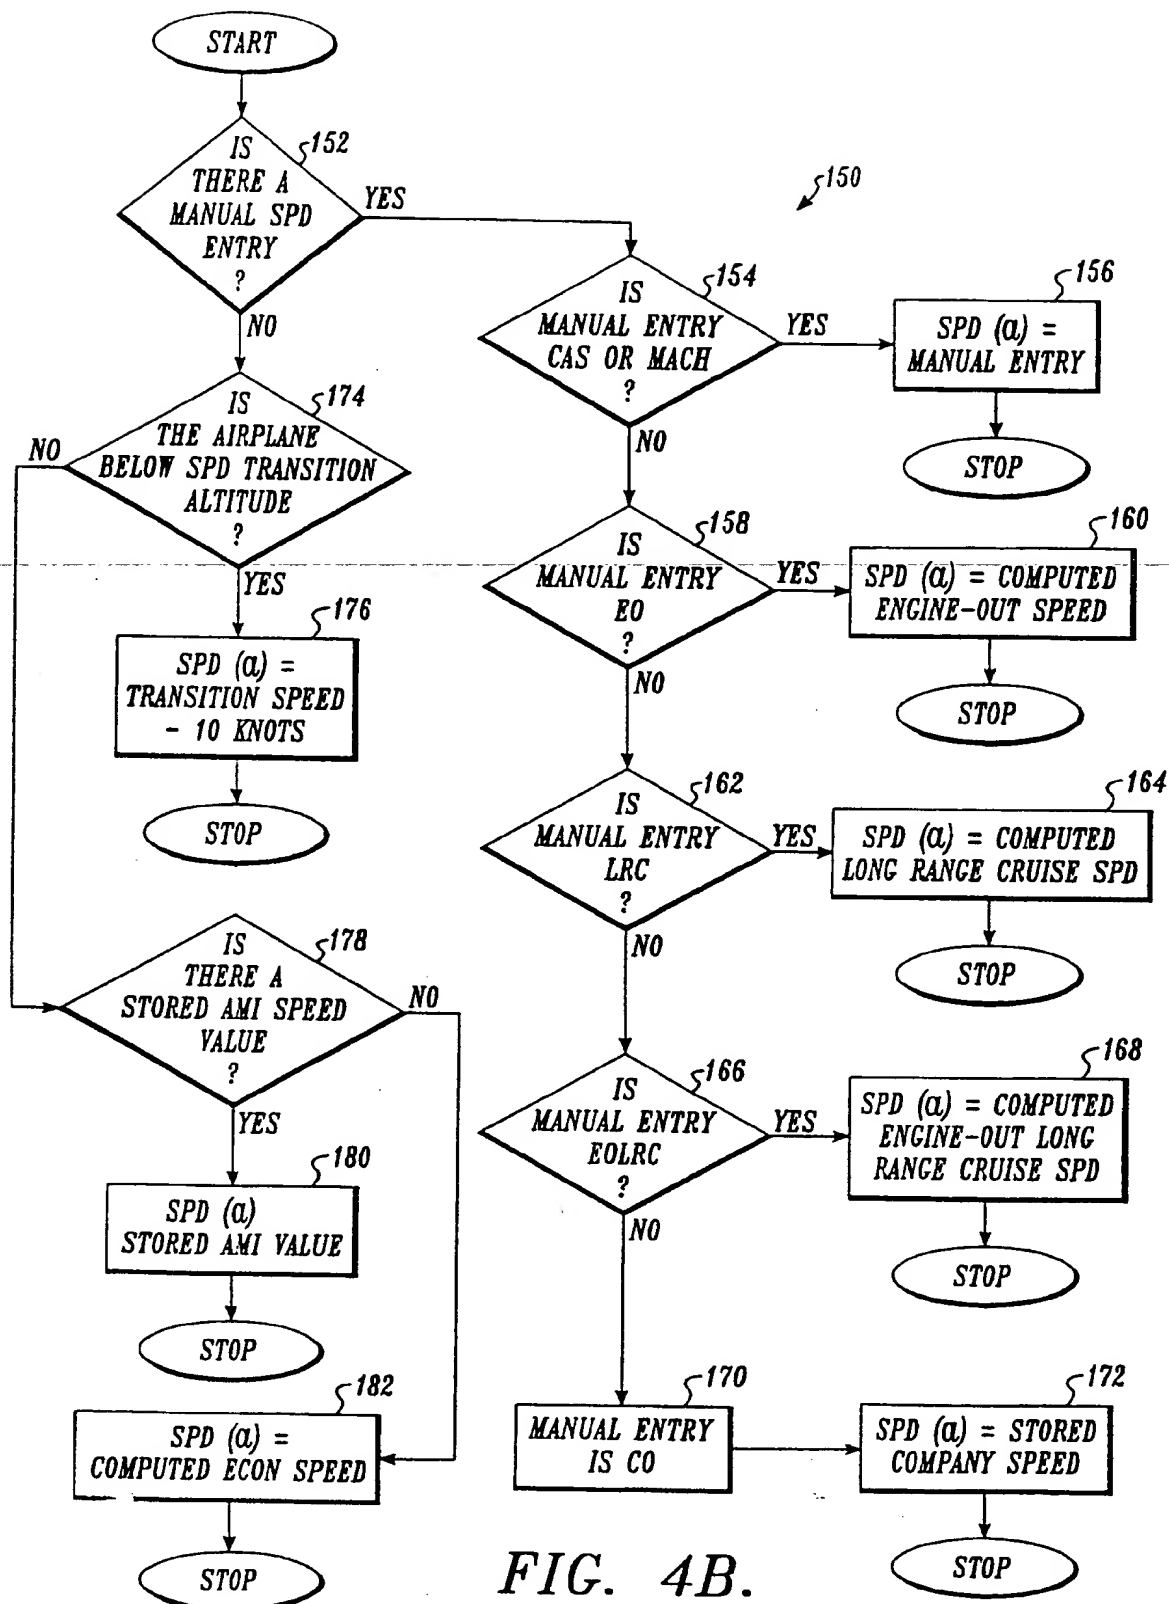 START
IS
THERE A
MANUAL SPD
ENTRY
?
152
YES
NO
150
IS
MANUAL ENTRY
CAS OR MACH
?
154
YES
NO
156
SPD (a) =
MANUAL ENTRY
STOP
IS
THE AIRPLANE
BELOW SPD TRANSITION
ALTITUDE
?
174
NO
YES
176
SPD (a) =
TRANSITION SPEED
- 10 KNOTS
STOP
IS
MANUAL ENTRY
EO
?
158
YES
NO
160
SPD (a) = COMPUTED
ENGINE-OUT SPEED
STOP
IS
MANUAL ENTRY
LRC
?
162
YES
NO
164
SPD (a) = COMPUTED
LONG RANGE CRUISE SPD
STOP
IS
THERE A
STORED AMI SPEED
VALUE
?
178
NO
YES
180
SPD (a)
STORED AMI VALUE
STOP
182
SPD (a) =
COMPUTED ECON SPEED
STOP
IS
MANUAL ENTRY
EOLRC
?
166
YES
NO
168
SPD (a) = COMPUTED
ENGINE-OUT LONG
RANGE CRUISE SPD
STOP
170
MANUAL ENTRY
IS CO
172
SPD (a) = STORED
COMPANY SPEED
STOP
FIG. 4B.